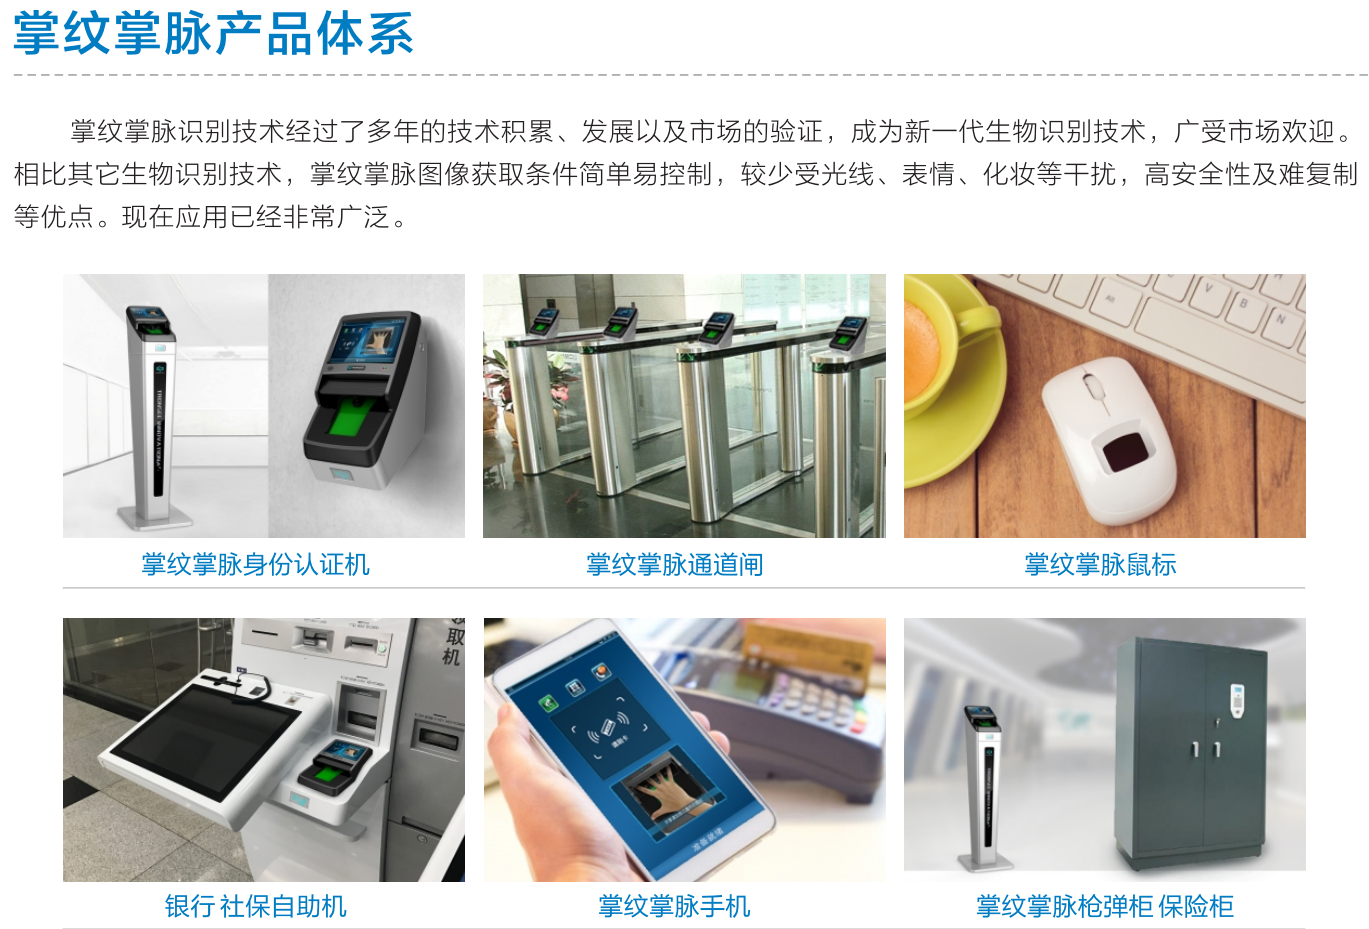 掌纹掌脉产品体系
掌纹掌脉识别技术经过了多年的技术积累、发展以及市场的验证，成为新一代生物识别技术，广受市场欢迎。
相比其它生物识别技术，掌纹掌脉图像获取条件简单易控制，较少受光线、表情、化妆等干扰，高安全性及难复制
等优点。现在应用已经非常广泛。
Alt
V
B
N
H
掌纹掌脉身份认证机
掌纹掌脉通道闸
掌纹掌脉鼠标
取
机
掌纹掌脉手机
银行 社保自助机
掌纹掌脉枪弹柜 保险柜